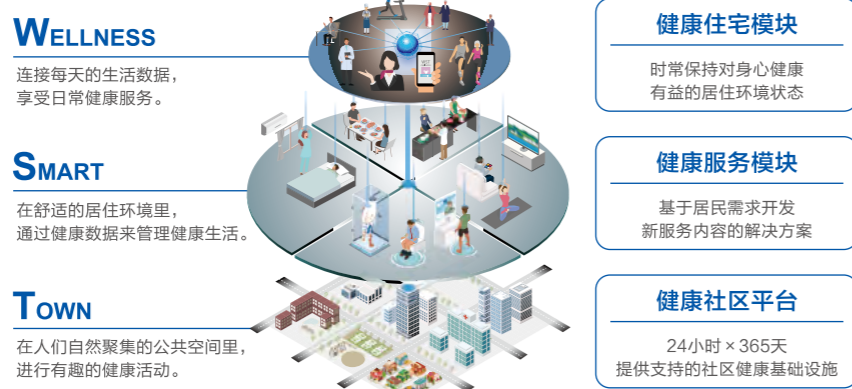 WELLNESS
连接每天的生活数据，
享受日常健康服务。
SMART
在舒适的居住环境里，
通过健康数据来管理健康生活。
TOWN
在人们自然聚集的公共空间里，
进行有趣的健康活动。
健康住宅模块
时常保持对身心健康
有益的居住环境状态
健康服务模块
基于居民需求开发
新服务内容的解决方案
健康社区平台
24小时×365天
提供支持的社区健康基础设施